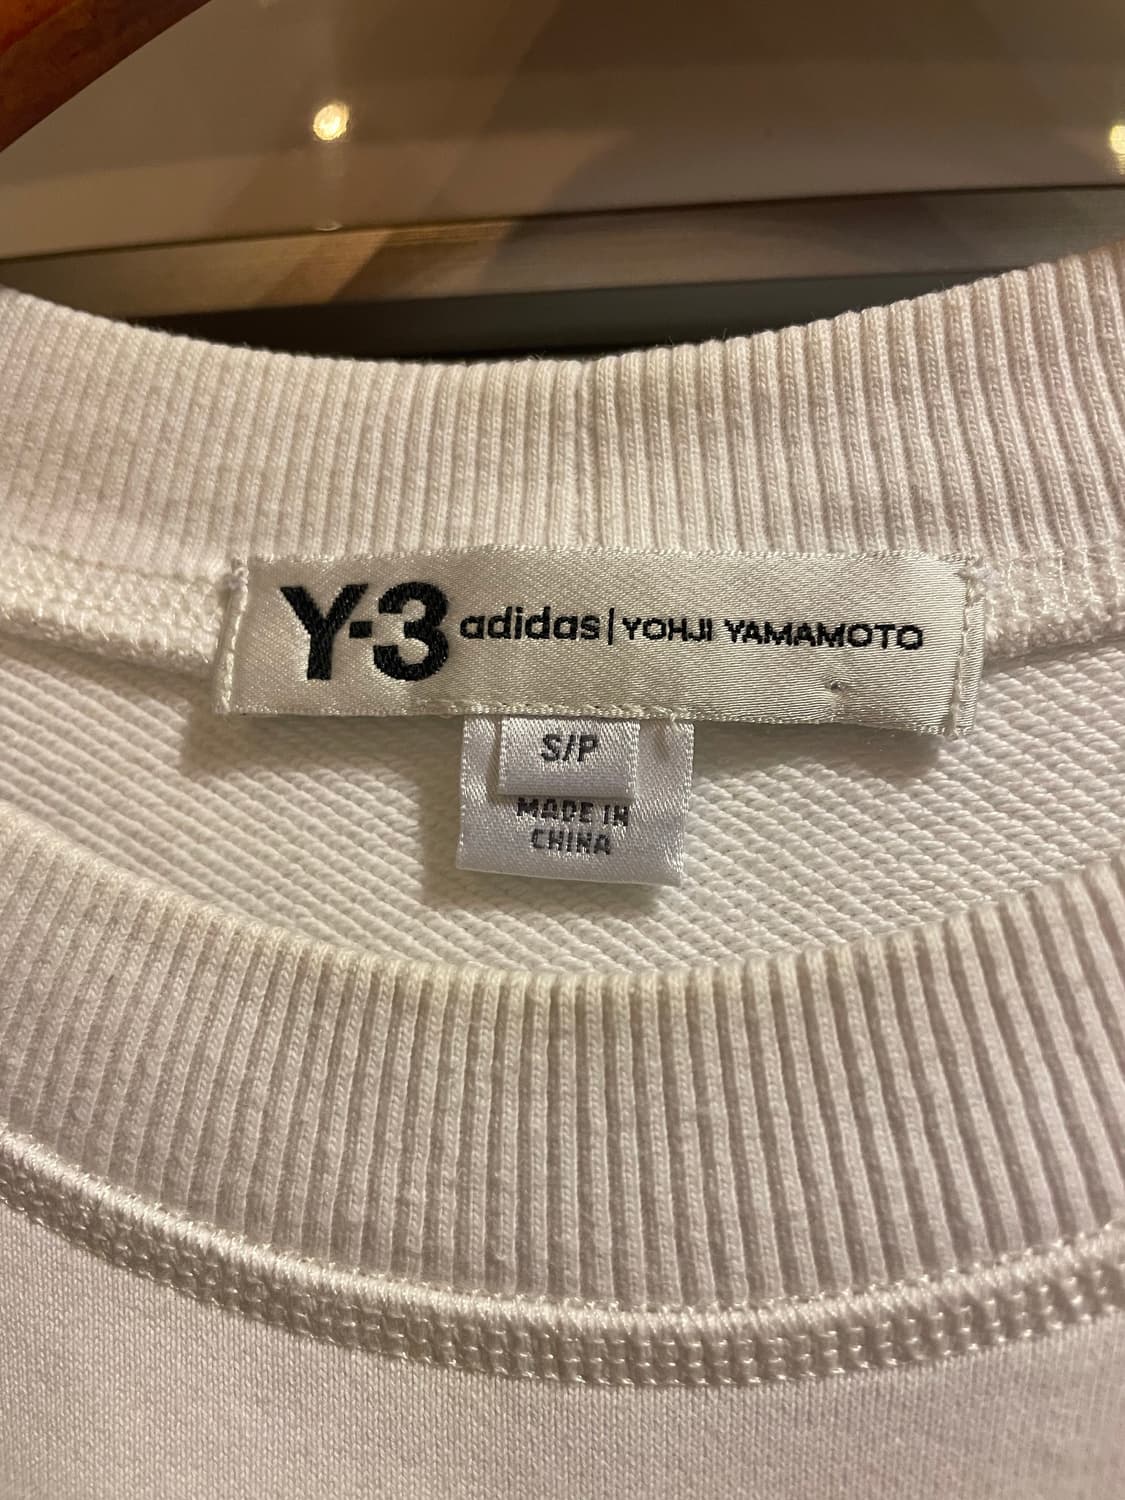 Y-3 adidas | YOHJI YAMAMOTO
S/P
MADE IN
CHINA